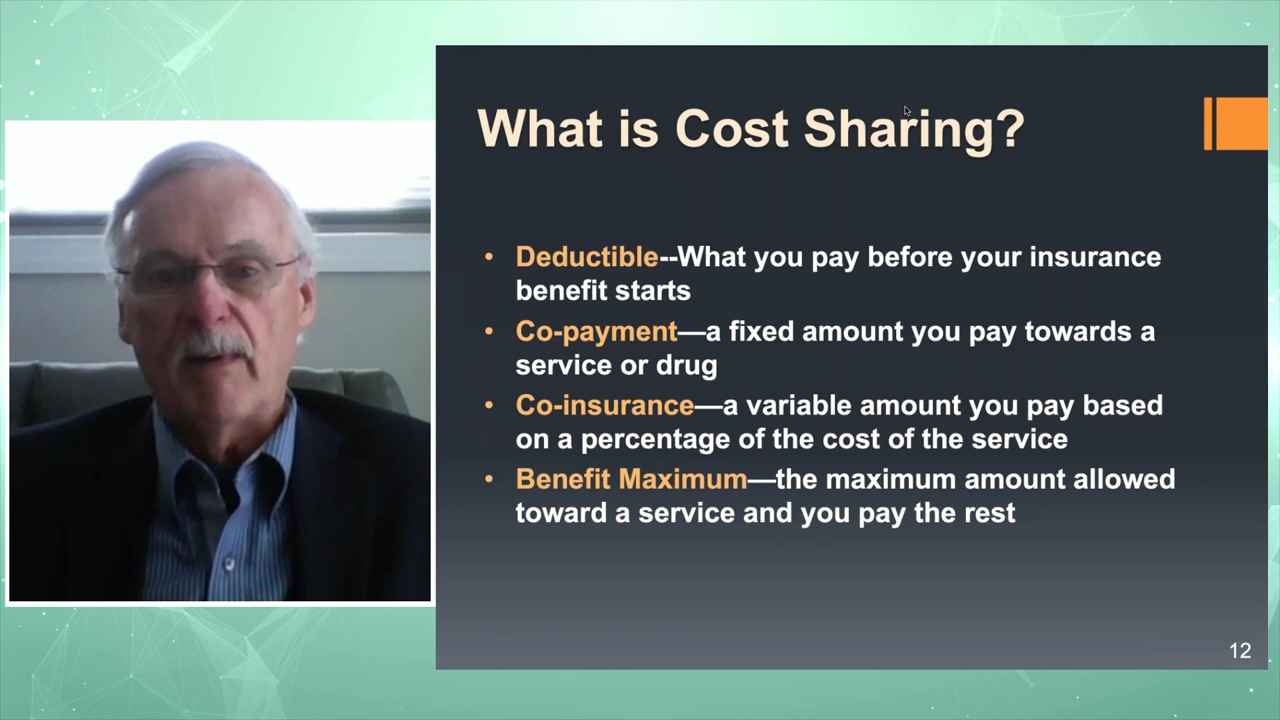 What is Cost Sharing?
• Deductible--What you pay before your insurance
benefit starts
• Co-payment—a fixed amount you pay towards a
service or drug
• Co-insurance—a variable amount you pay based
on a percentage of the cost of the service
• Benefit Maximum—the maximum amount allowed
toward a service and you pay the rest
12